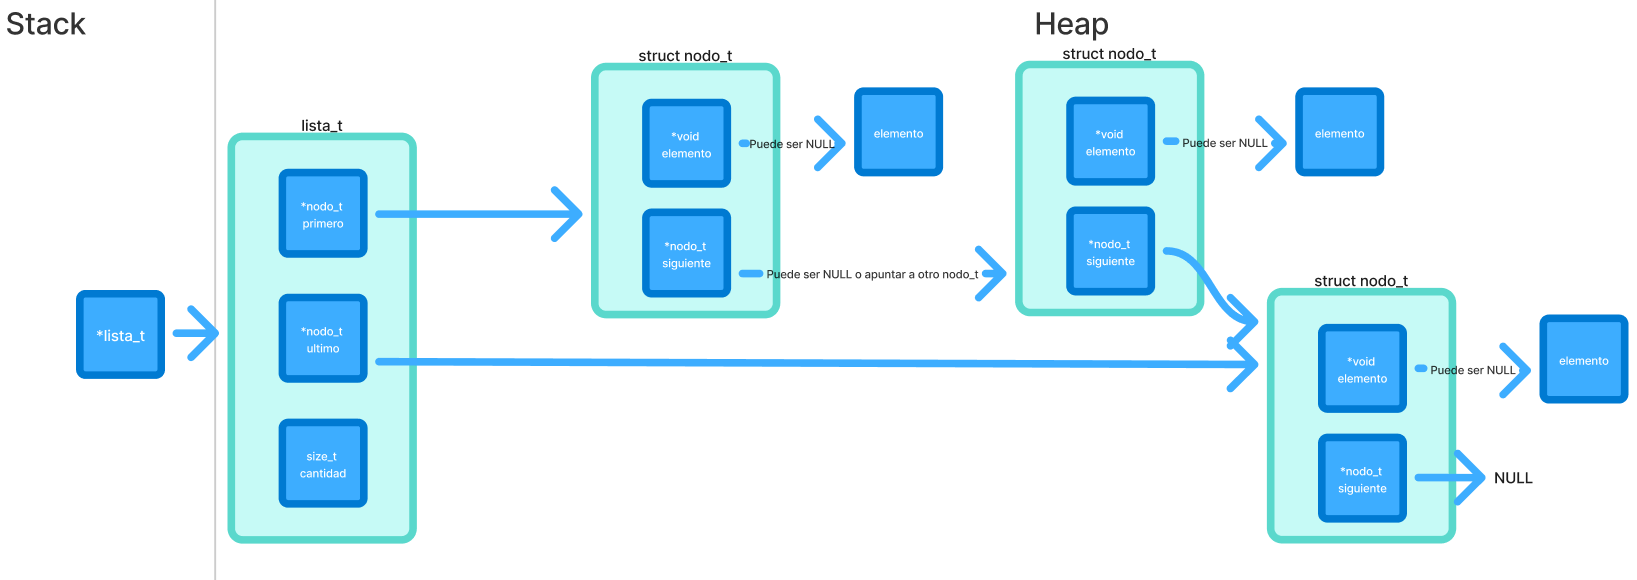 Stack
Heap
*lista_t
lista_t
*nodo_t
primero
*nodo_t
ultimo
size_t
cantidad
struct nodo_t
*void
elemento
Puede ser NULL
elemento
*nodo_t
siguiente
Puede ser NULL o apuntar a otro nodo_t
struct nodo_t
*void
elemento
Puede ser NULL
elemento
*nodo_t
siguiente
struct nodo_t
*void
elemento
Puede ser NULL
elemento
*nodo_t
siguiente
NULL